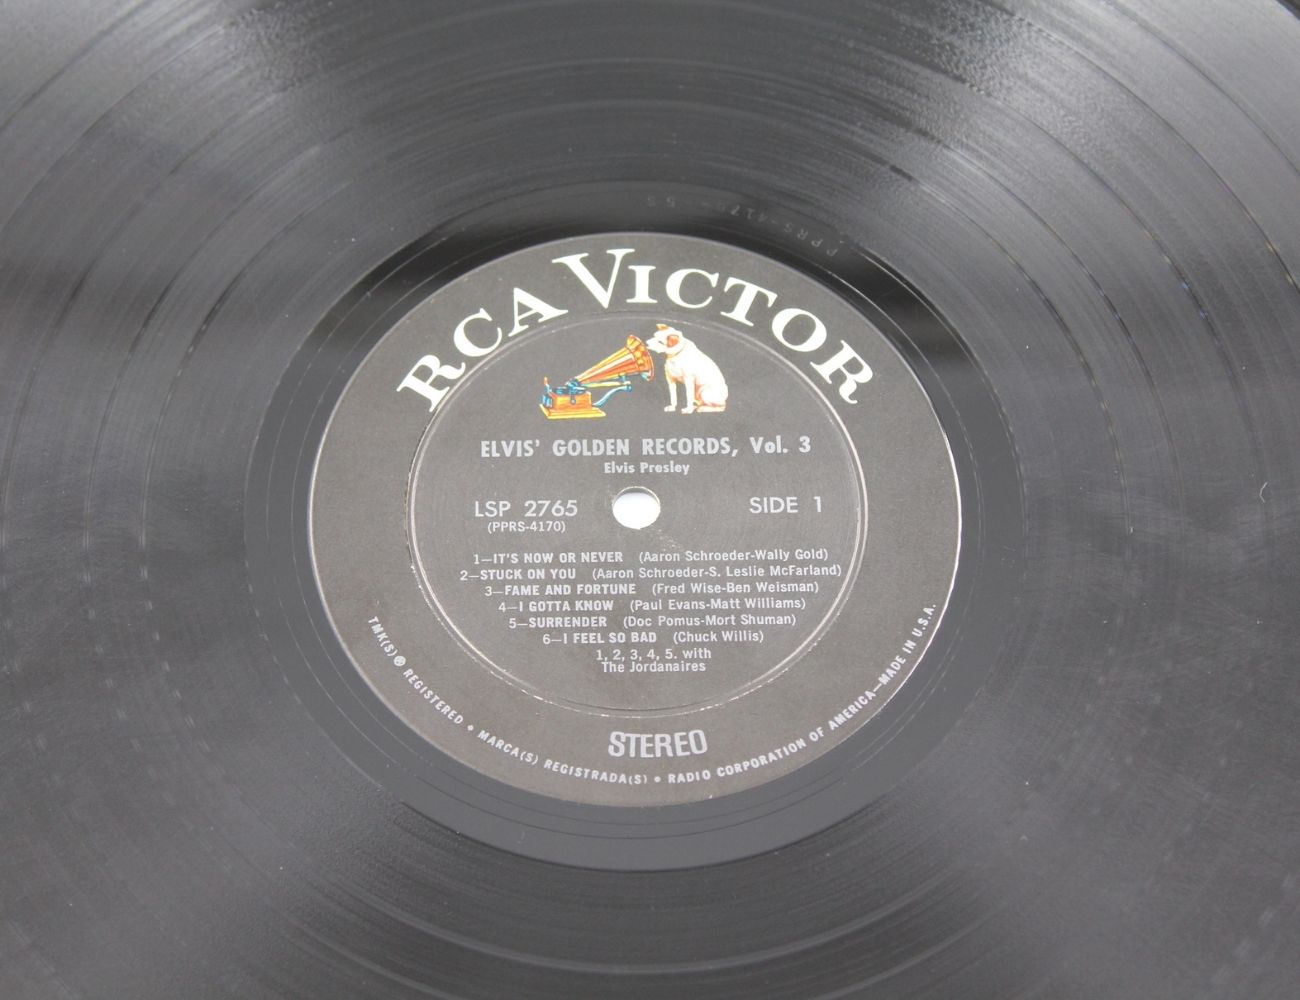 PPRS-4170-5S
RCA VICTOR
ELVIS' GOLDEN RECORDS, Vol. 3
Elvis Presley
LSP 2765 SIDE 1
(PPRS-4170)
1—IT'S NOW OR NEVER (Aaron Schroeder-Wally Gold)
2—STUCK ON YOU (Aaron Schroeder-S. Leslie McFarland)
3—FAME AND FORTUNE (Fred Wise-Ben Weisman)
4—I GOTTA KNOW (Paul Evans-Matt Williams)
5—SURRENDER (Doc Pomus-Mort Shuman)
6—I FEEL SO BAD (Chuck Willis)
1, 2, 3, 4, 5. with
The Jordanaires
STEREO
TMK(S) ® REGISTERED • MARCA(S) REGISTRADA(S) • RADIO CORPORATION OF AMERICA—MADE IN U.S.A.